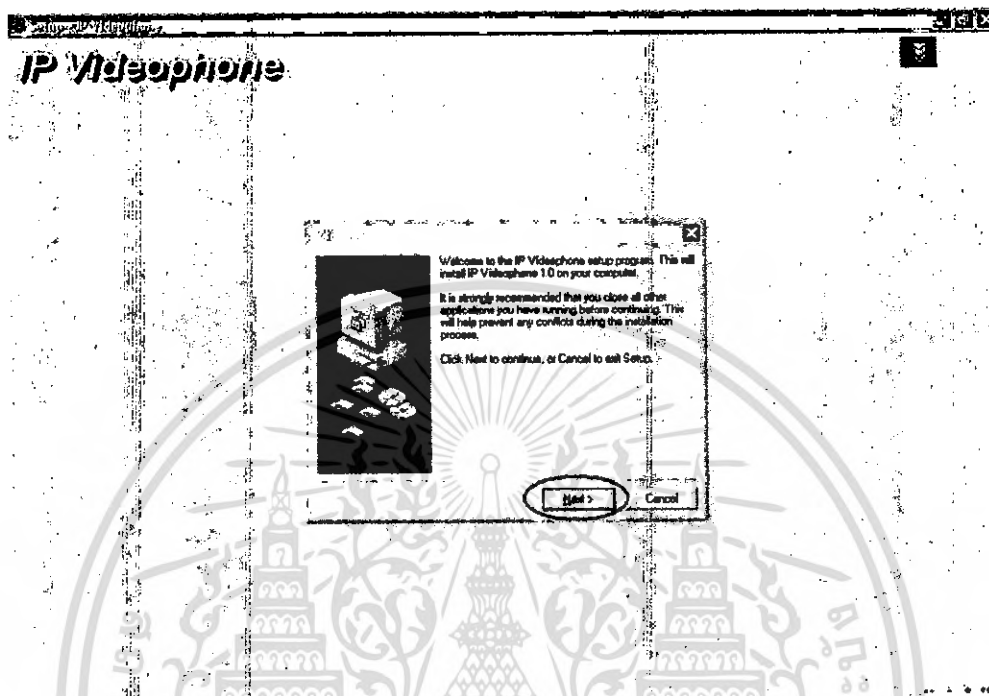 IP Videophone
Welcome to the IP Videophone setup program. This will
install IP Videophone 1.0 on your computer.
It is strongly recommended that you close all other
applications you have running before continuing. This
will help prevent any conflicts during the installation
process.
Click Next to continue, or Cancel to exit Setup.
Next >
Cancel